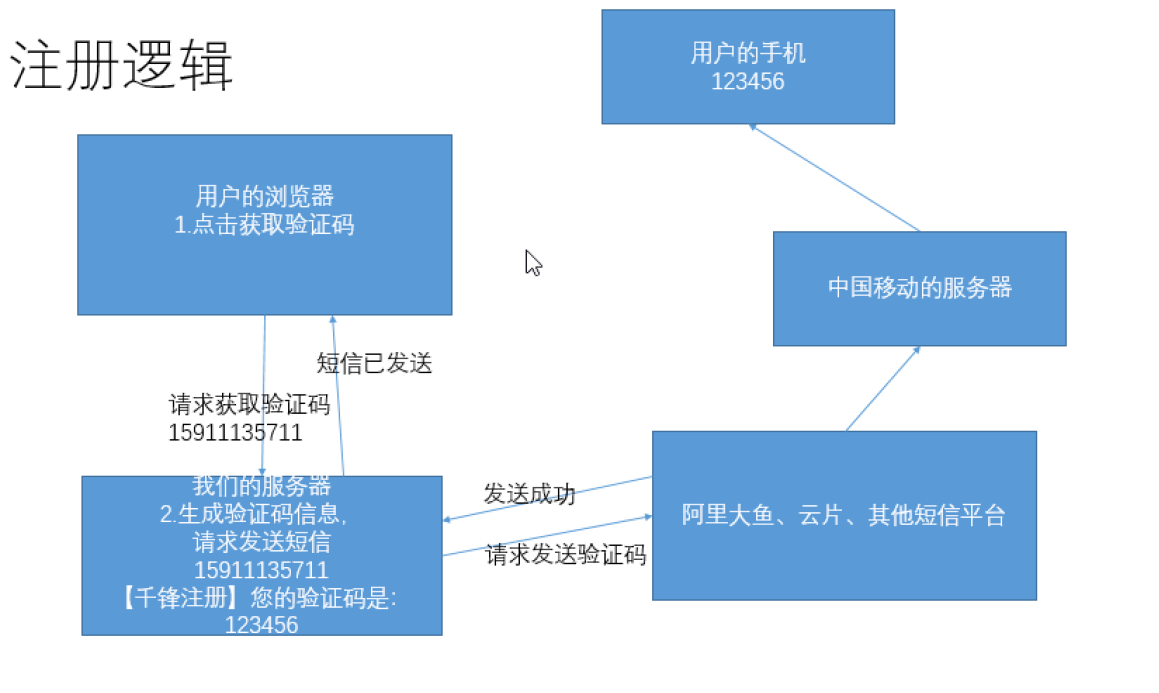 注册逻辑
用户的手机
123456
用户的浏览器
1.点击获取验证码
中国移动的服务器
短信已发送
请求获取验证码
15911135711
我们的服务器
2.生成验证码信息,
请求发送短信
15911135711
【千锋注册】您的验证码是:
123456
发送成功
请求发送验证码
阿里大鱼、云片、其他短信平台